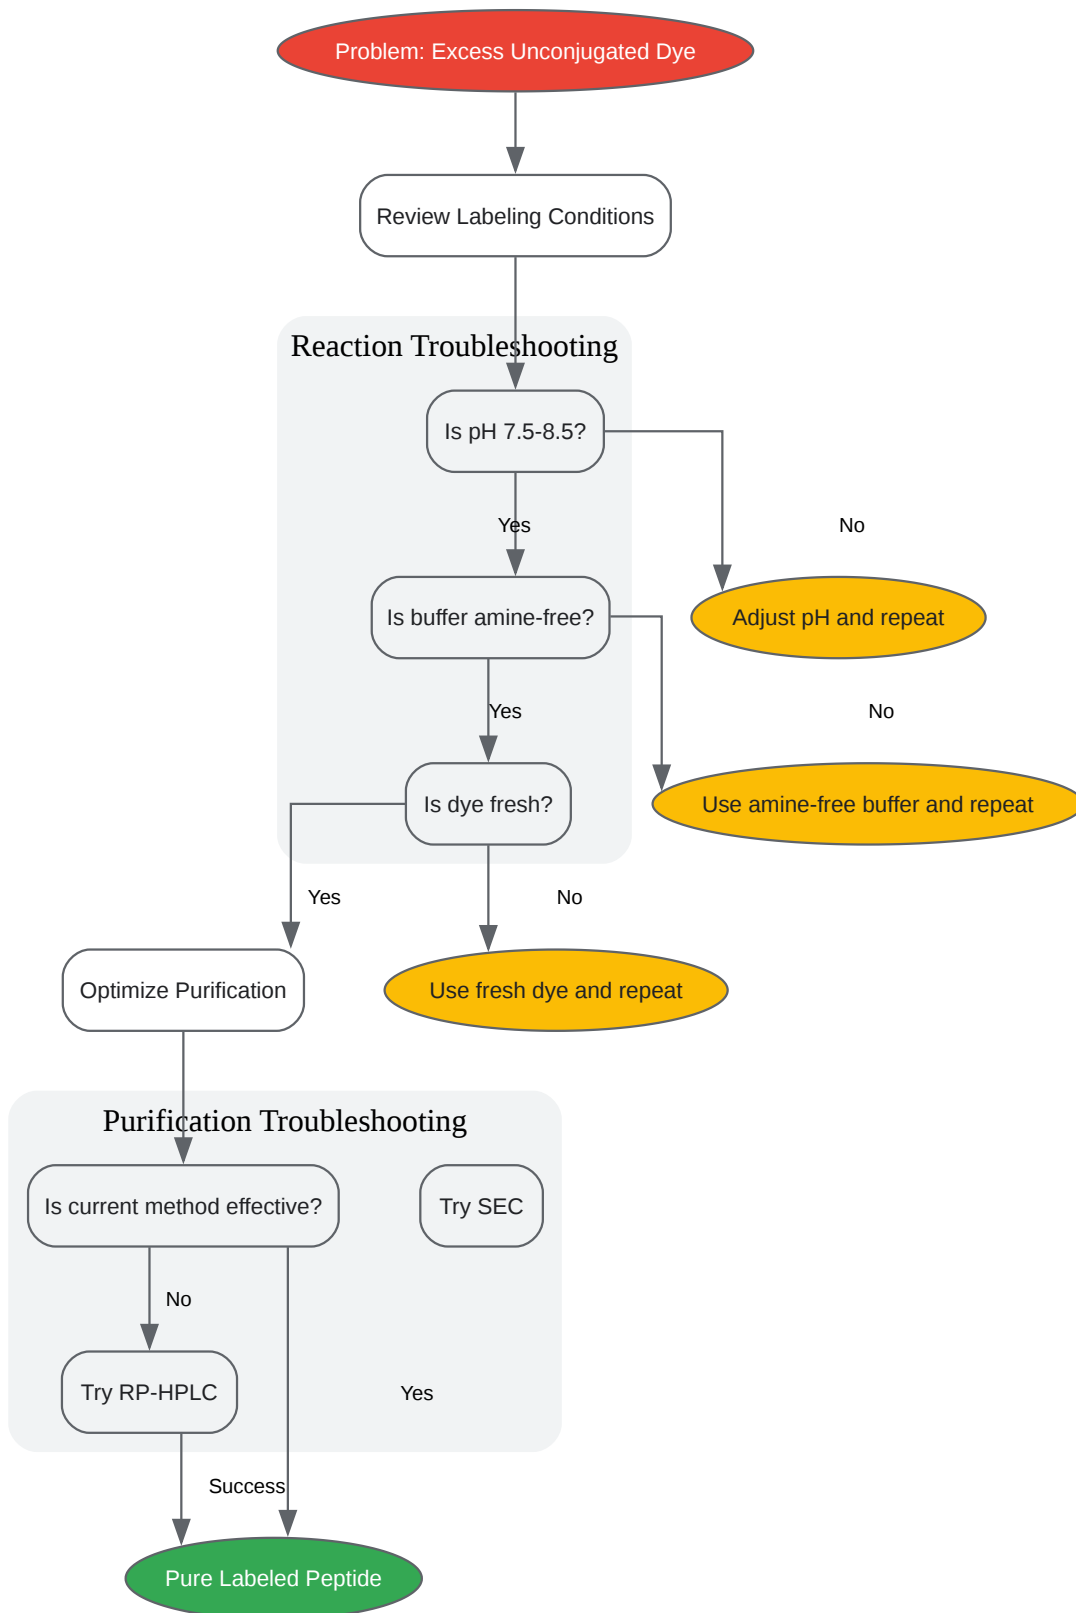 Problem: Excess Unconjugated Dye
Review Labeling Conditions
Reaction Troubleshooting
Is pH 7.5-8.5?
Yes
No
Is buffer amine-free?
Adjust pH and repeat
Yes
No
Is dye fresh?
Use amine-free buffer and repeat
Yes
No
Optimize Purification
Use fresh dye and repeat
Purification Troubleshooting
Is current method effective?
Try SEC
No
Try RP-HPLC
Yes
Success
Pure Labeled Peptide